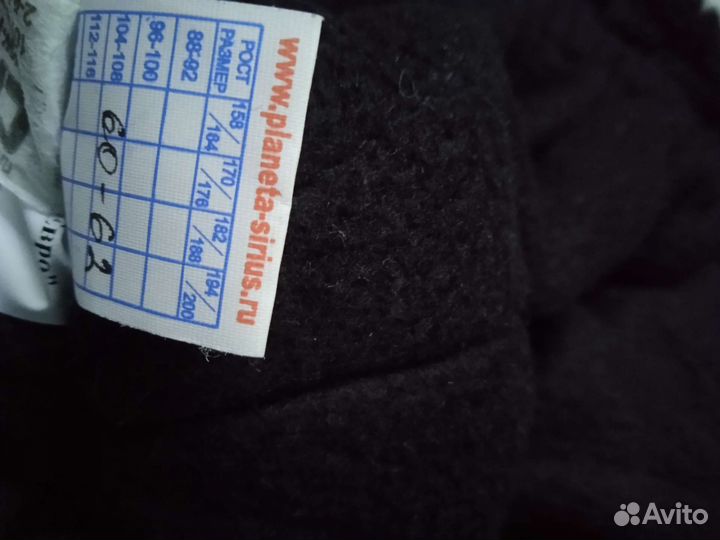 www.planeta-sirius.ru
РОСТ 158/164 170/176 182/188 194/200
РАЗМЕР
88-92
96-100
104-108
112-116
60-62
Евро"
Avito